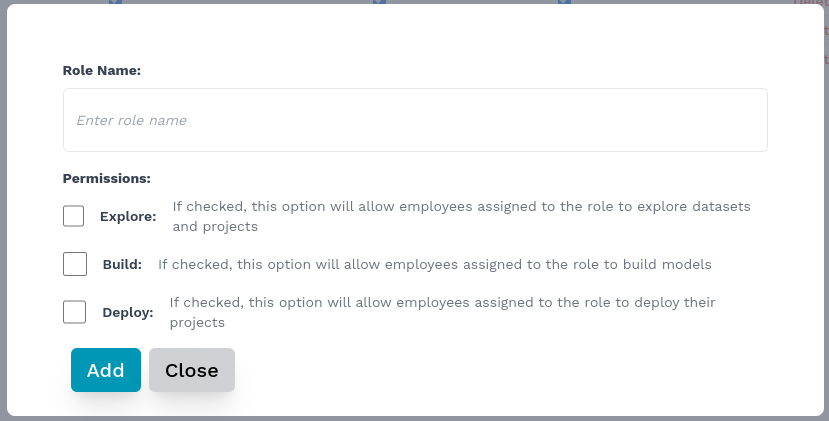 Role Name:
Enter role name
Permissions:
Explore: If checked, this option will allow employees assigned to the role to explore datasets
and projects
Build: If checked, this option will allow employees assigned to the role to build models
Deploy: If checked, this option will allow employees assigned to the role to deploy their
projects
Add Close